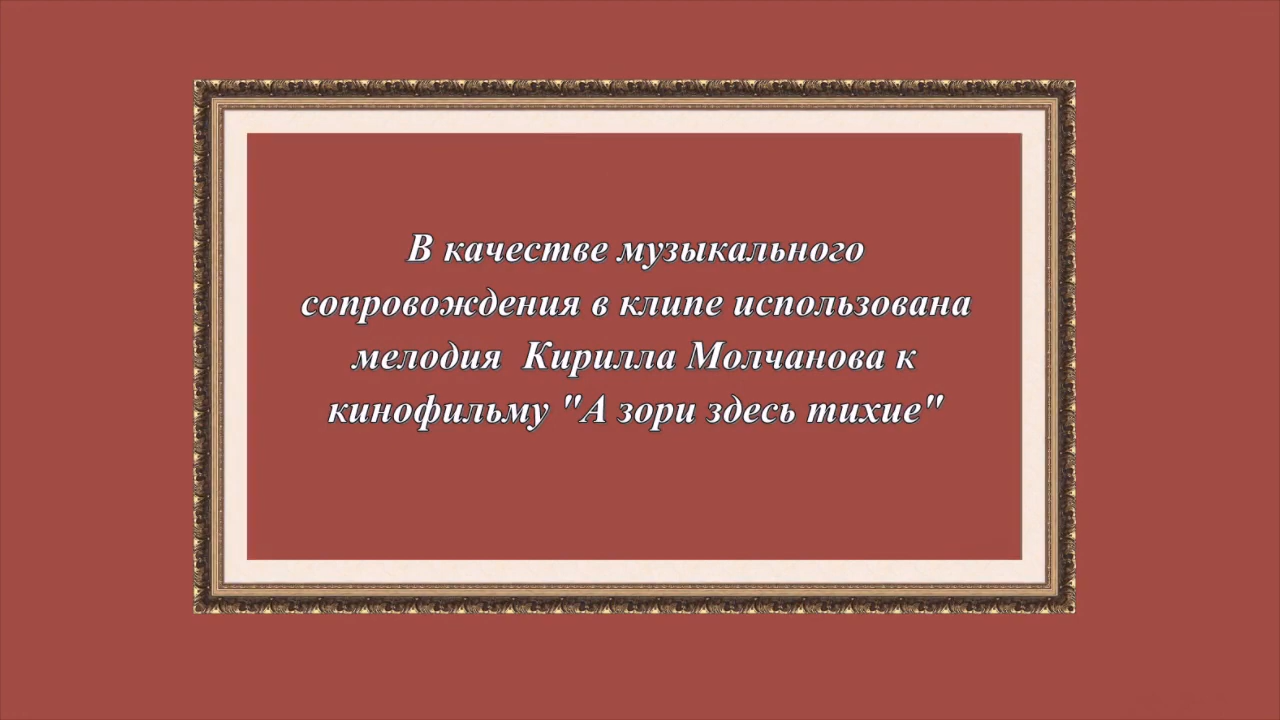 В качестве музыкального
сопровождения в клипе использована
мелодия Кирилла Молчанова к
кинофильму "А зори здесь тихие"